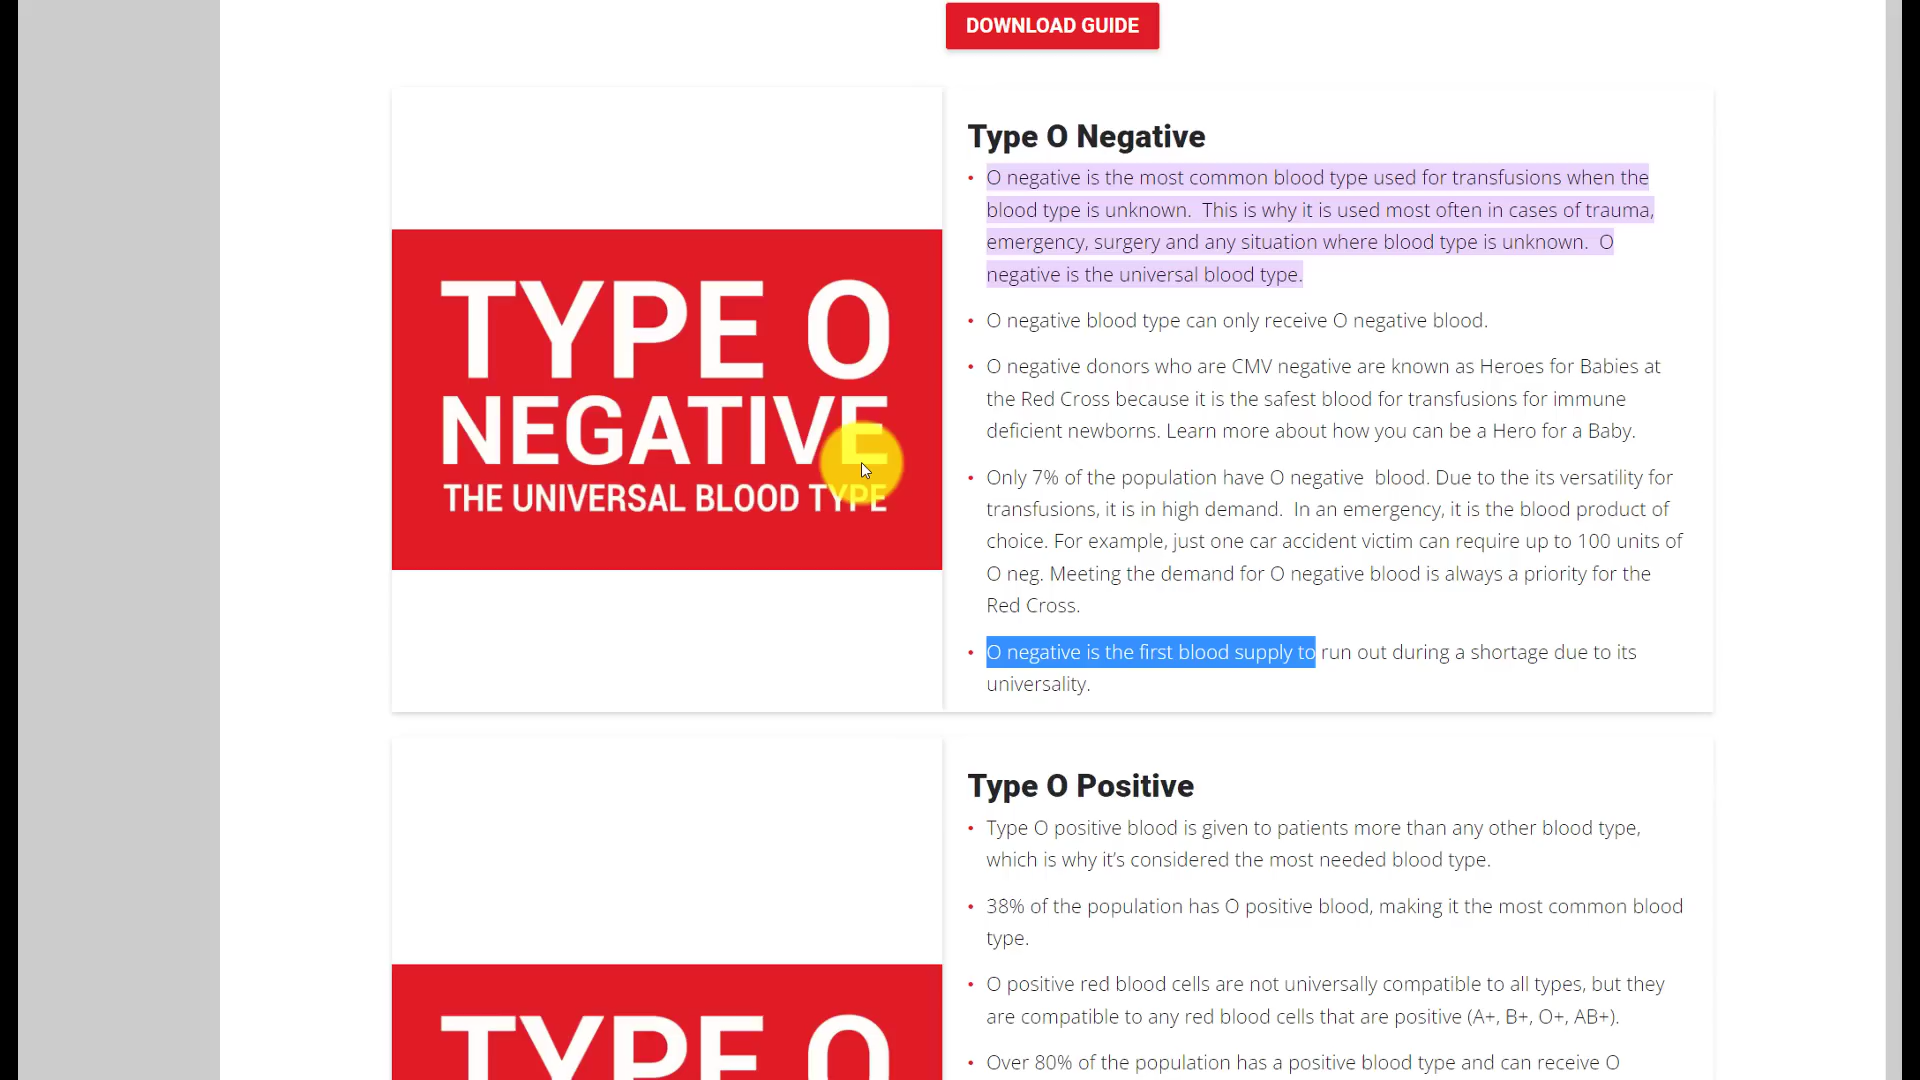 DOWNLOAD GUIDE
TYPE O
NEGATIVE
THE UNIVERSAL BLOOD TYPE
Type O Negative
• O negative is the most common blood type used for transfusions when the
blood type is unknown.  This is why it is used most often in cases of trauma,
emergency, surgery and any situation where blood type is unknown.  O
negative is the universal blood type.
• O negative blood type can only receive O negative blood.
• O negative donors who are CMV negative are known as Heroes for Babies at
the Red Cross because it is the safest blood for transfusions for immune
deficient newborns. Learn more about how you can be a Hero for a Baby.
• Only 7% of the population have O negative  blood. Due to the its versatility for
transfusions, it is in high demand.  In an emergency, it is the blood product of
choice. For example, just one car accident victim can require up to 100 units of
O neg. Meeting the demand for O negative blood is always a priority for the
Red Cross.
• O negative is the first blood supply to run out during a shortage due to its
universality.
TYPE O
Type O Positive
• Type O positive blood is given to patients more than any other blood type,
which is why it's considered the most needed blood type.
• 38% of the population has O positive blood, making it the most common blood
type.
• O positive red blood cells are not universally compatible to all types, but they
are compatible to any red blood cells that are positive (A+, B+, O+, AB+).
• Over 80% of the population has a positive blood type and can receive O